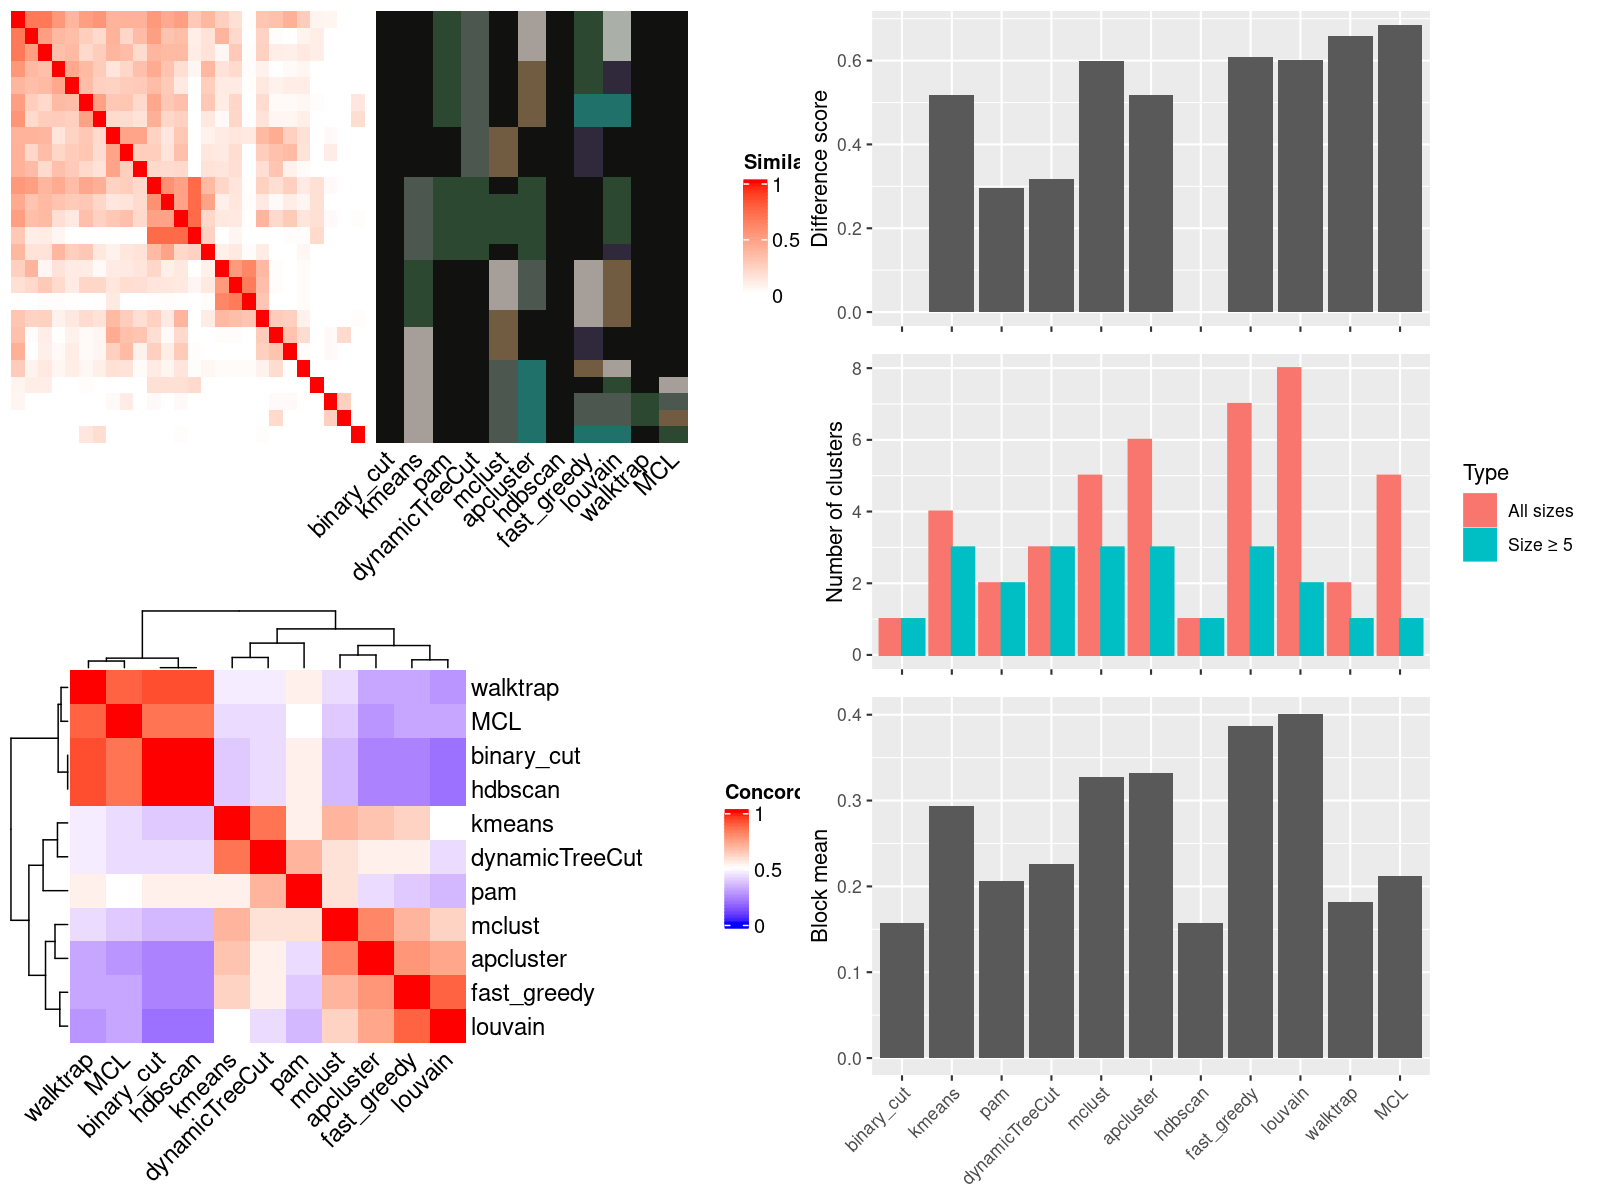 Simila
1
0.5
0
binary_cut
kmeans
pam
dynamicTreeCut
mclust
apcluster
hdbscan
fast_greedy
louvain
walktrap
MCL
walktrap
MCL
binary_cut
hdbscan
kmeans
dynamicTreeCut
pam
mclust
apcluster
fast_greedy
louvain
Concord
1
0.5
0
walktrap
MCL
binary_cut
hdbscan
kmeans
dynamicTreeCut
pam
mclust
apcluster
fast_greedy
louvain
Difference score
0.6
0.4
0.2
0.0
Number of clusters
8
6
4
2
0
Type
All sizes
Size ≥ 5
Block mean
0.4
0.3
0.2
0.1
0.0
binary_cut
kmeans
pam
dynamicTreeCut
mclust
apcluster
hdbscan
fast_greedy
louvain
walktrap
MCL